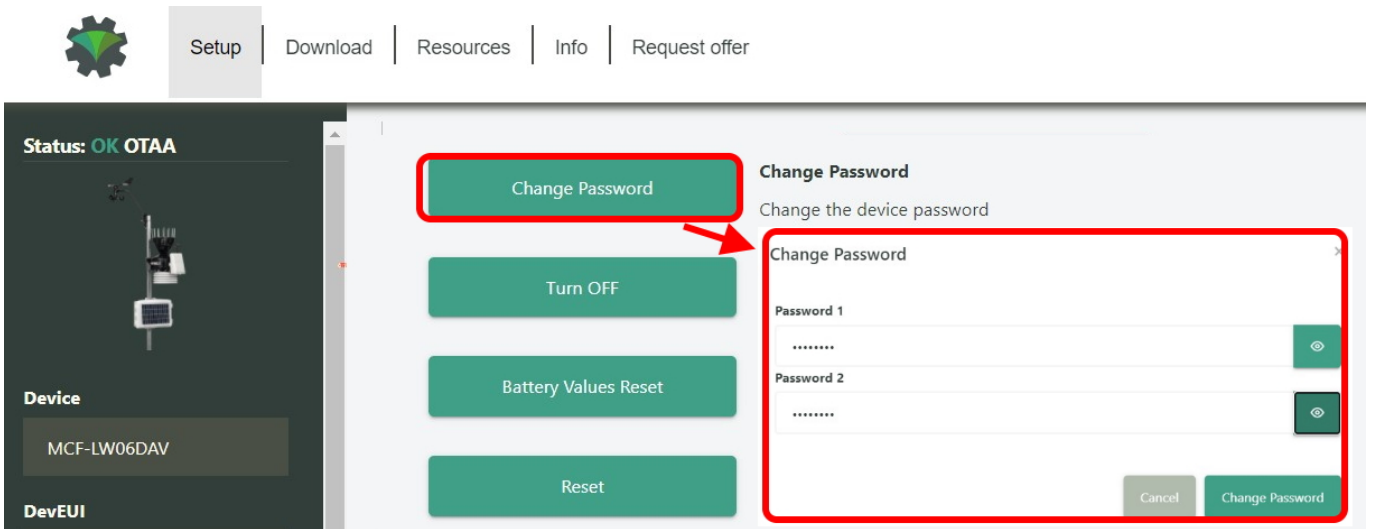 Setup
Download
Resources
Info
Request offer
Status: OK OTAA
Device
MCF-LW06DAV
DevEUI
Change Password
Turn OFF
Battery Values Reset
Reset
Change Password
Change the device password
Change Password
Password 1
••••••••
Password 2
••••••••
Cancel
Change Password